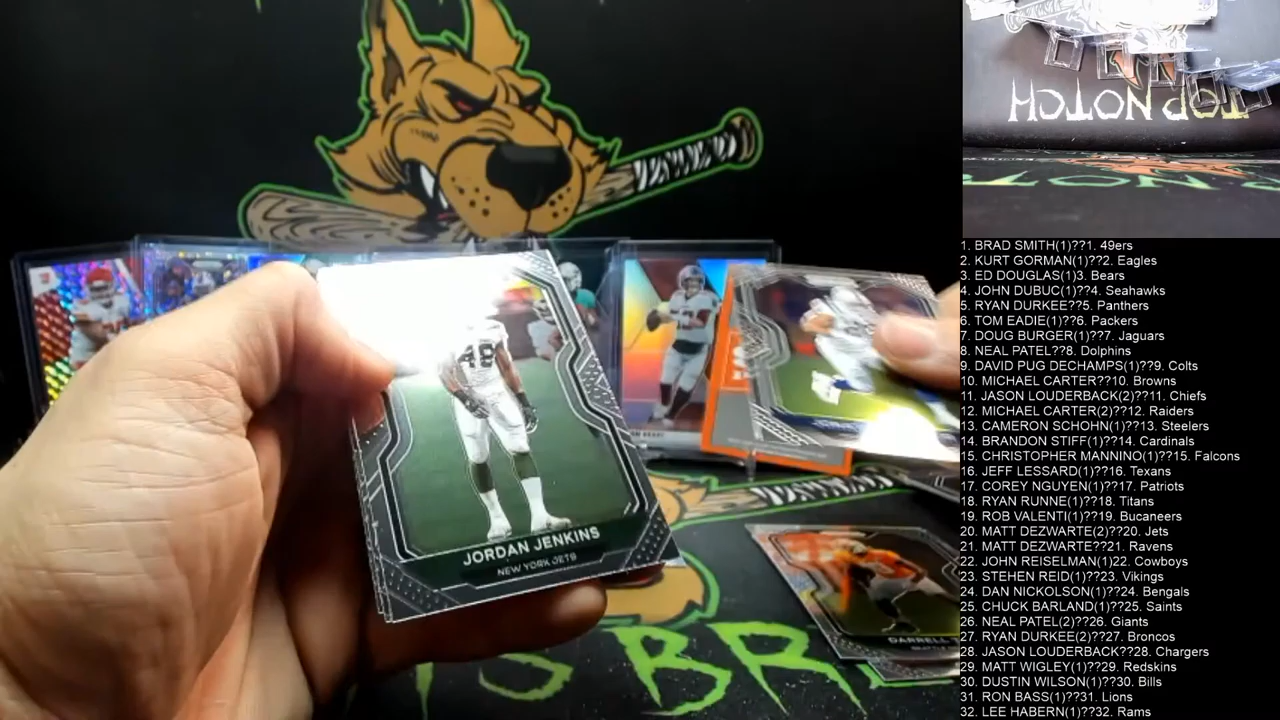 TOP NOTCH
48
JORDAN JENKINS
NEW YORK JETS
DARRELL
S BR
1. BRAD SMITH(1)??1. 49ers
2. KURT GORMAN(1)??2. Eagles
3. ED DOUGLAS(1)3. Bears
4. JOHN DUBUC(1)??4. Seahawks
5. RYAN DURKEE??5. Panthers
6. TOM EADIE(1)??6. Packers
7. DOUG BURGER(1)??7. Jaguars
8. NEAL PATEL??8. Dolphins
9. DAVID PUG DECHAMPS(1)??9. Colts
10. MICHAEL CARTER??10. Browns
11. JASON LOUDERBACK(2)??11. Chiefs
12. MICHAEL CARTER(2)??12. Raiders
13. CAMERON SCHOHN(1)??13. Steelers
14. BRANDON STIFF(1)??14. Cardinals
15. CHRISTOPHER MANNINO(1)??15. Falcons
16. JEFF LESSARD(1)??16. Texans
17. COREY NGUYEN(1)??17. Patriots
18. RYAN RUNNE(1)??18. Titans
19. ROB VALENTI(1)??19. Bucaneers
20. MATT DEZWARTE(2)??20. Jets
21. MATT DEZWARTE??21. Ravens
22. JOHN REISELMAN(1)22. Cowboys
23. STEHEN REID(1)??23. Vikings
24. DAN NICKOLSON(1)??24. Bengals
25. CHUCK BARLAND(1)??25. Saints
26. NEAL PATEL(2)??26. Giants
27. RYAN DURKEE(2)??27. Broncos
28. JASON LOUDERBACK??28. Chargers
29. MATT WIGLEY(1)??29. Redskins
30. DUSTIN WILSON(1)??30. Bills
31. RON BASS(1)??31. Lions
32. LEE HABERN(1)??32. Rams